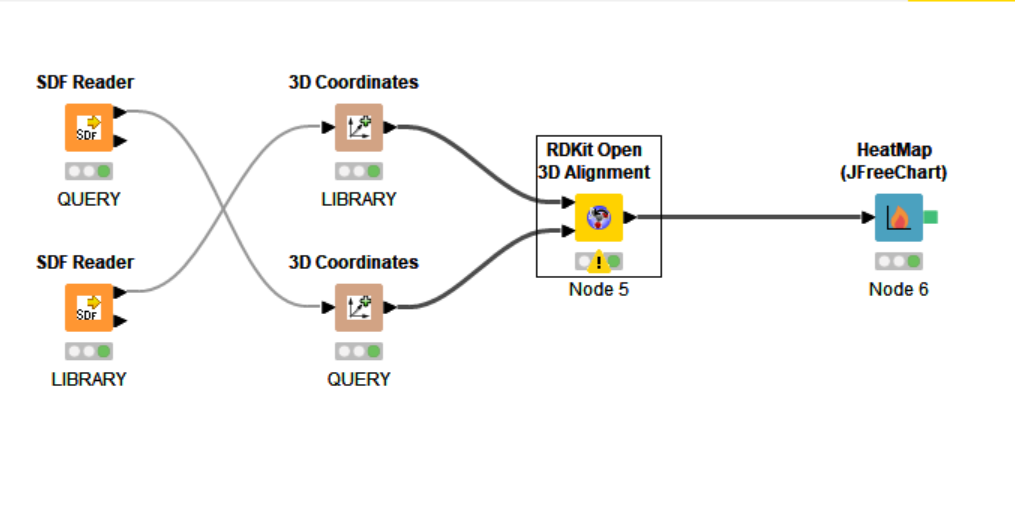 SDF Reader
SDF
QUERY
3D Coordinates
LIBRARY
RDKit Open
3D Alignment
!
Node 5
HeatMap
(JFreeChart)
Node 6
SDF Reader
SDF
LIBRARY
3D Coordinates
QUERY